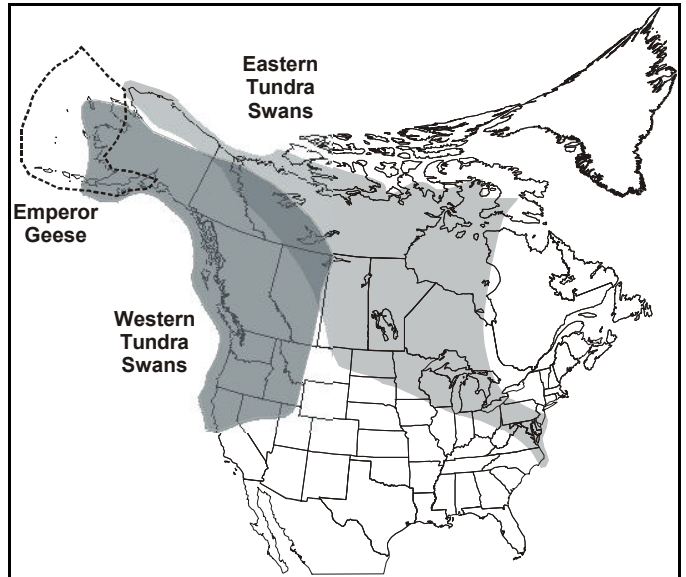 Eastern
Tundra
Swans
Emperor
Geese
Western
Tundra
Swans